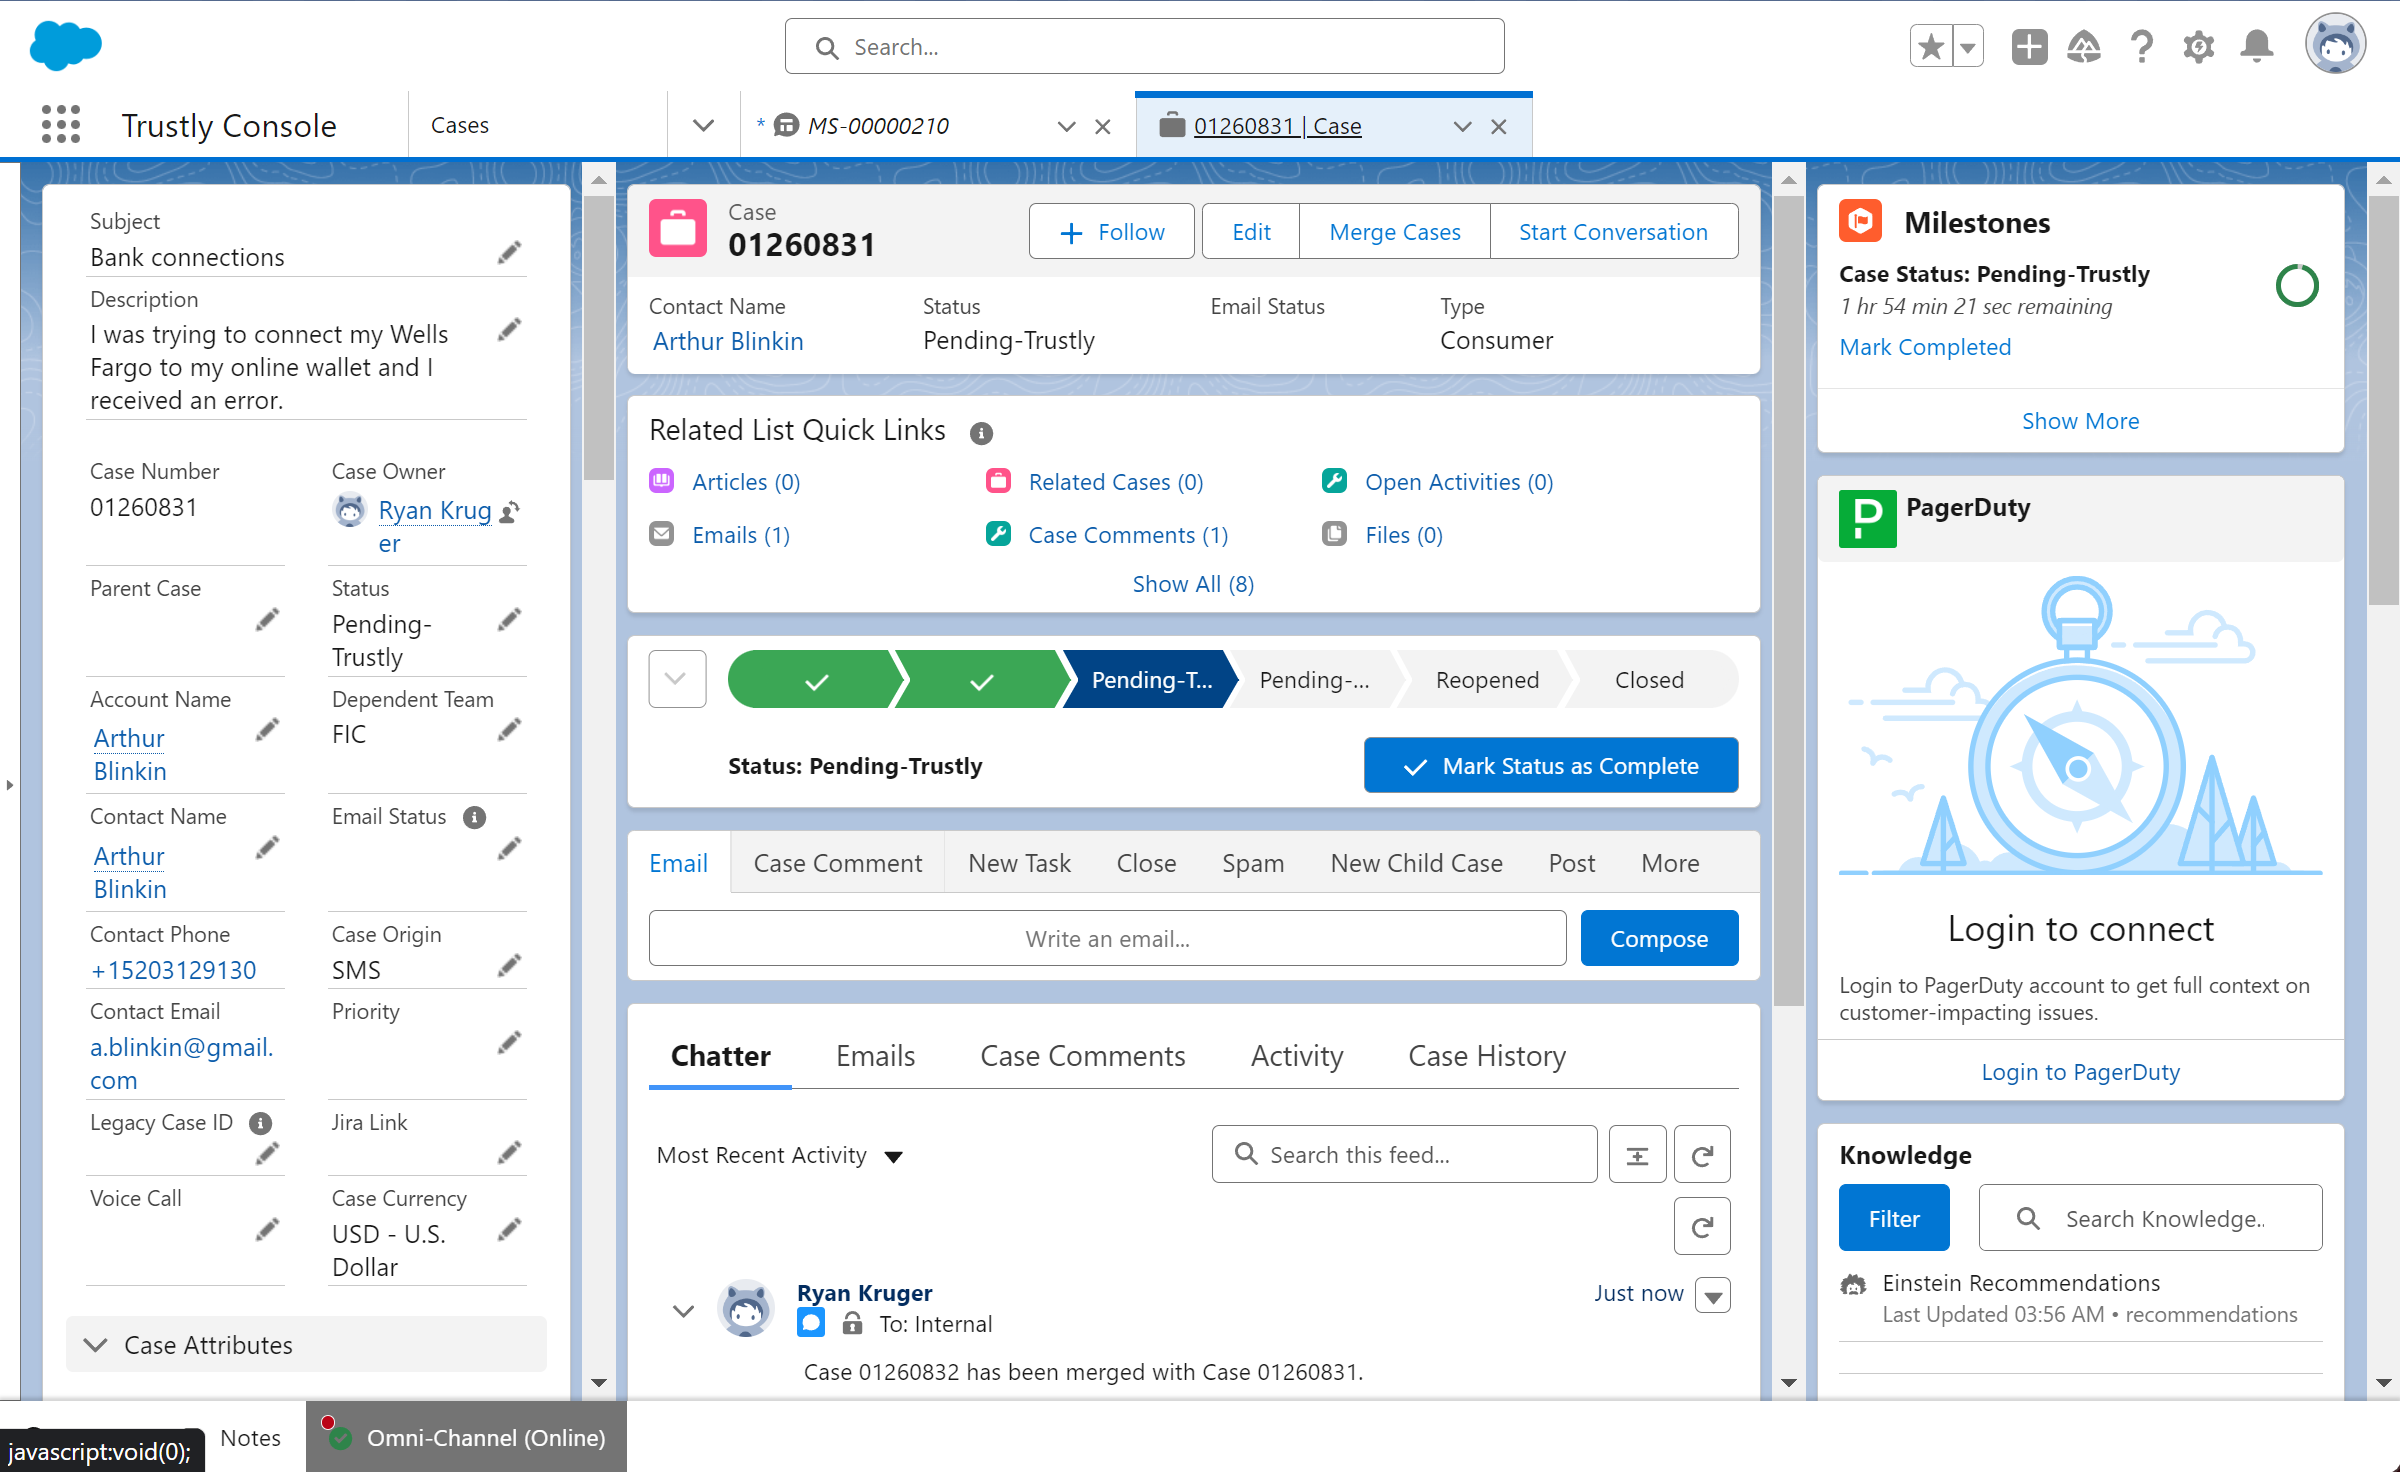 Search...
Trustly Console
Cases
* MS-00000210
01260831 | Case
Subject
Bank connections
Description
I was trying to connect my Wells
Fargo to my online wallet and I
received an error.
Case Number
01260831
Case Owner
Ryan Krug
er
Parent Case
Status
Pending-
Trustly
Account Name
Arthur
Blinkin
Dependent Team
FIC
Contact Name
Arthur
Blinkin
Email Status
Contact Phone
+15203129130
Case Origin
SMS
Contact Email
a.blinkin@gmail.
com
Priority
Legacy Case ID
Jira Link
Voice Call
Case Currency
USD - U.S.
Dollar
Case Attributes
Case
01260831
Follow
Edit
Merge Cases
Start Conversation
Contact Name
Arthur Blinkin
Status
Pending-Trustly
Email Status
Type
Consumer
Related List Quick Links
Articles (0)
Related Cases (0)
Open Activities (0)
Emails (1)
Case Comments (1)
Files (0)
Show All (8)
Pending-T...
Pending-...
Reopened
Closed
Status: Pending-Trustly
Mark Status as Complete
Email
Case Comment
New Task
Close
Spam
New Child Case
Post
More
Write an email...
Compose
Chatter
Emails
Case Comments
Activity
Case History
Most Recent Activity
Search this feed...
Ryan Kruger
Just now
To: Internal
Case 01260832 has been merged with Case 01260831.
Milestones
Case Status: Pending-Trustly
1 hr 54 min 21 sec remaining
Mark Completed
Show More
P
PagerDuty
Login to connect
Login to PagerDuty account to get full context on
customer-impacting issues.
Login to PagerDuty
Knowledge
Filter
Search Knowledge..
Einstein Recommendations
Last Updated 03:56 AM • recommendations
javascript:void(0);
Notes
Omni-Channel (Online)